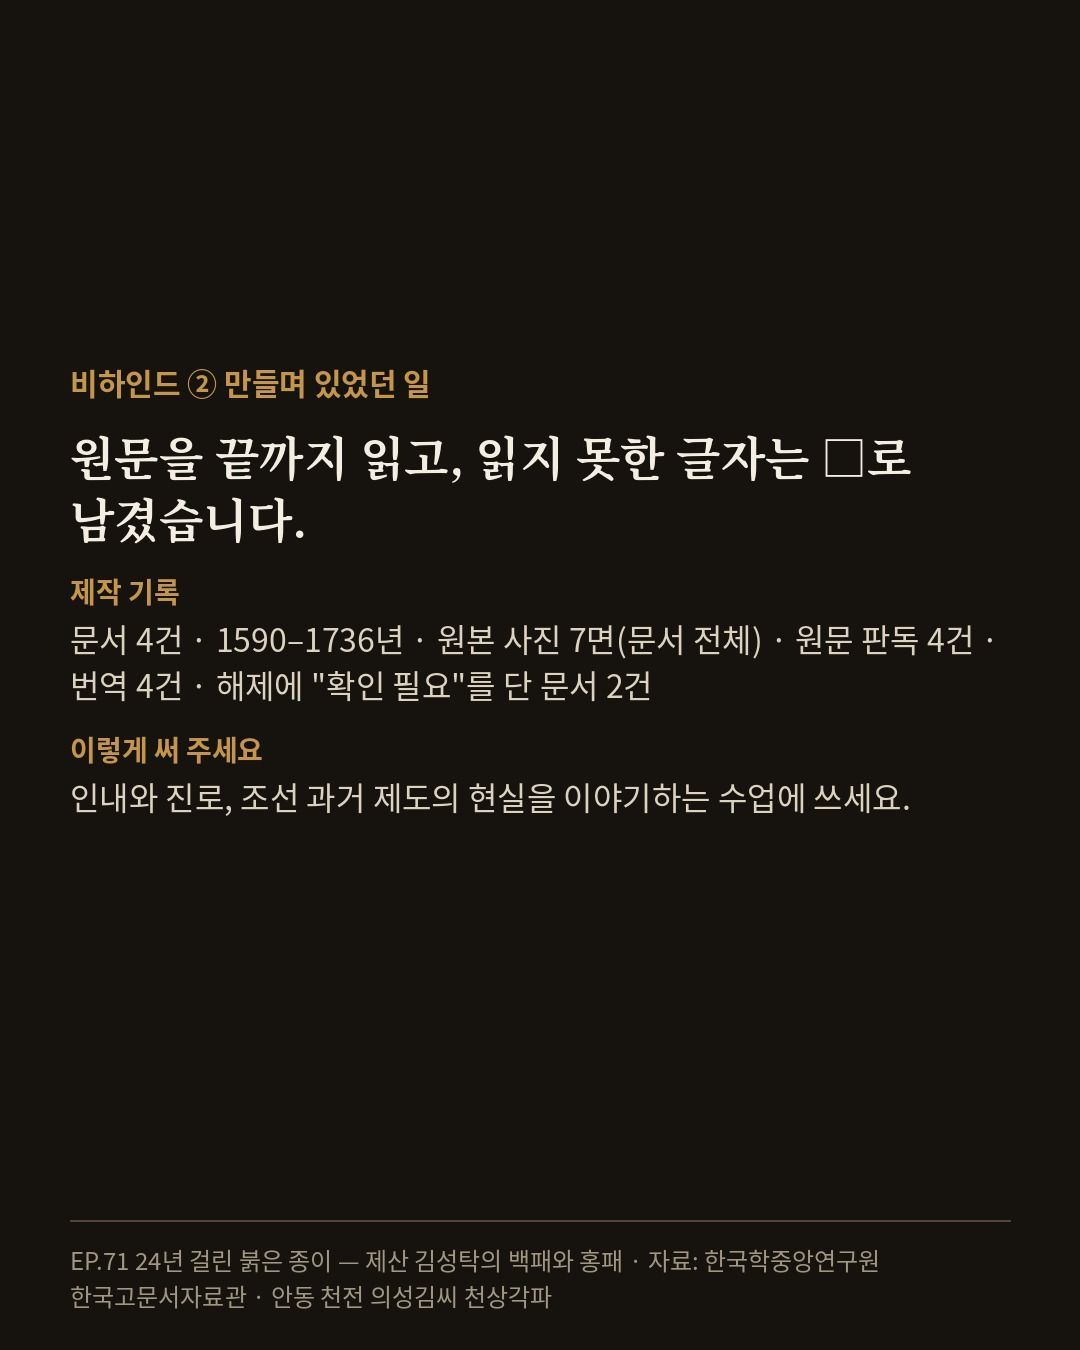 비하인드 ② 만들며 있었던 일
원문을 끝까지 읽고, 읽지 못한 글자는 □로
남겼습니다.
제작 기록
문서 4건 · 1590–1736년 · 원본 사진 7면(문서 전체) · 원문 판독 4건 ·
번역 4건 · 해제에 "확인 필요"를 단 문서 2건
이렇게 써 주세요
인내와 진로, 조선 과거 제도의 현실을 이야기하는 수업에 쓰세요.
EP.71 24년 걸린 붉은 종이 — 제산 김성탁의 백패와 홍패 · 자료: 한국학중앙연구원
한국고문서자료관 · 안동 천전 의성김씨 천상각파